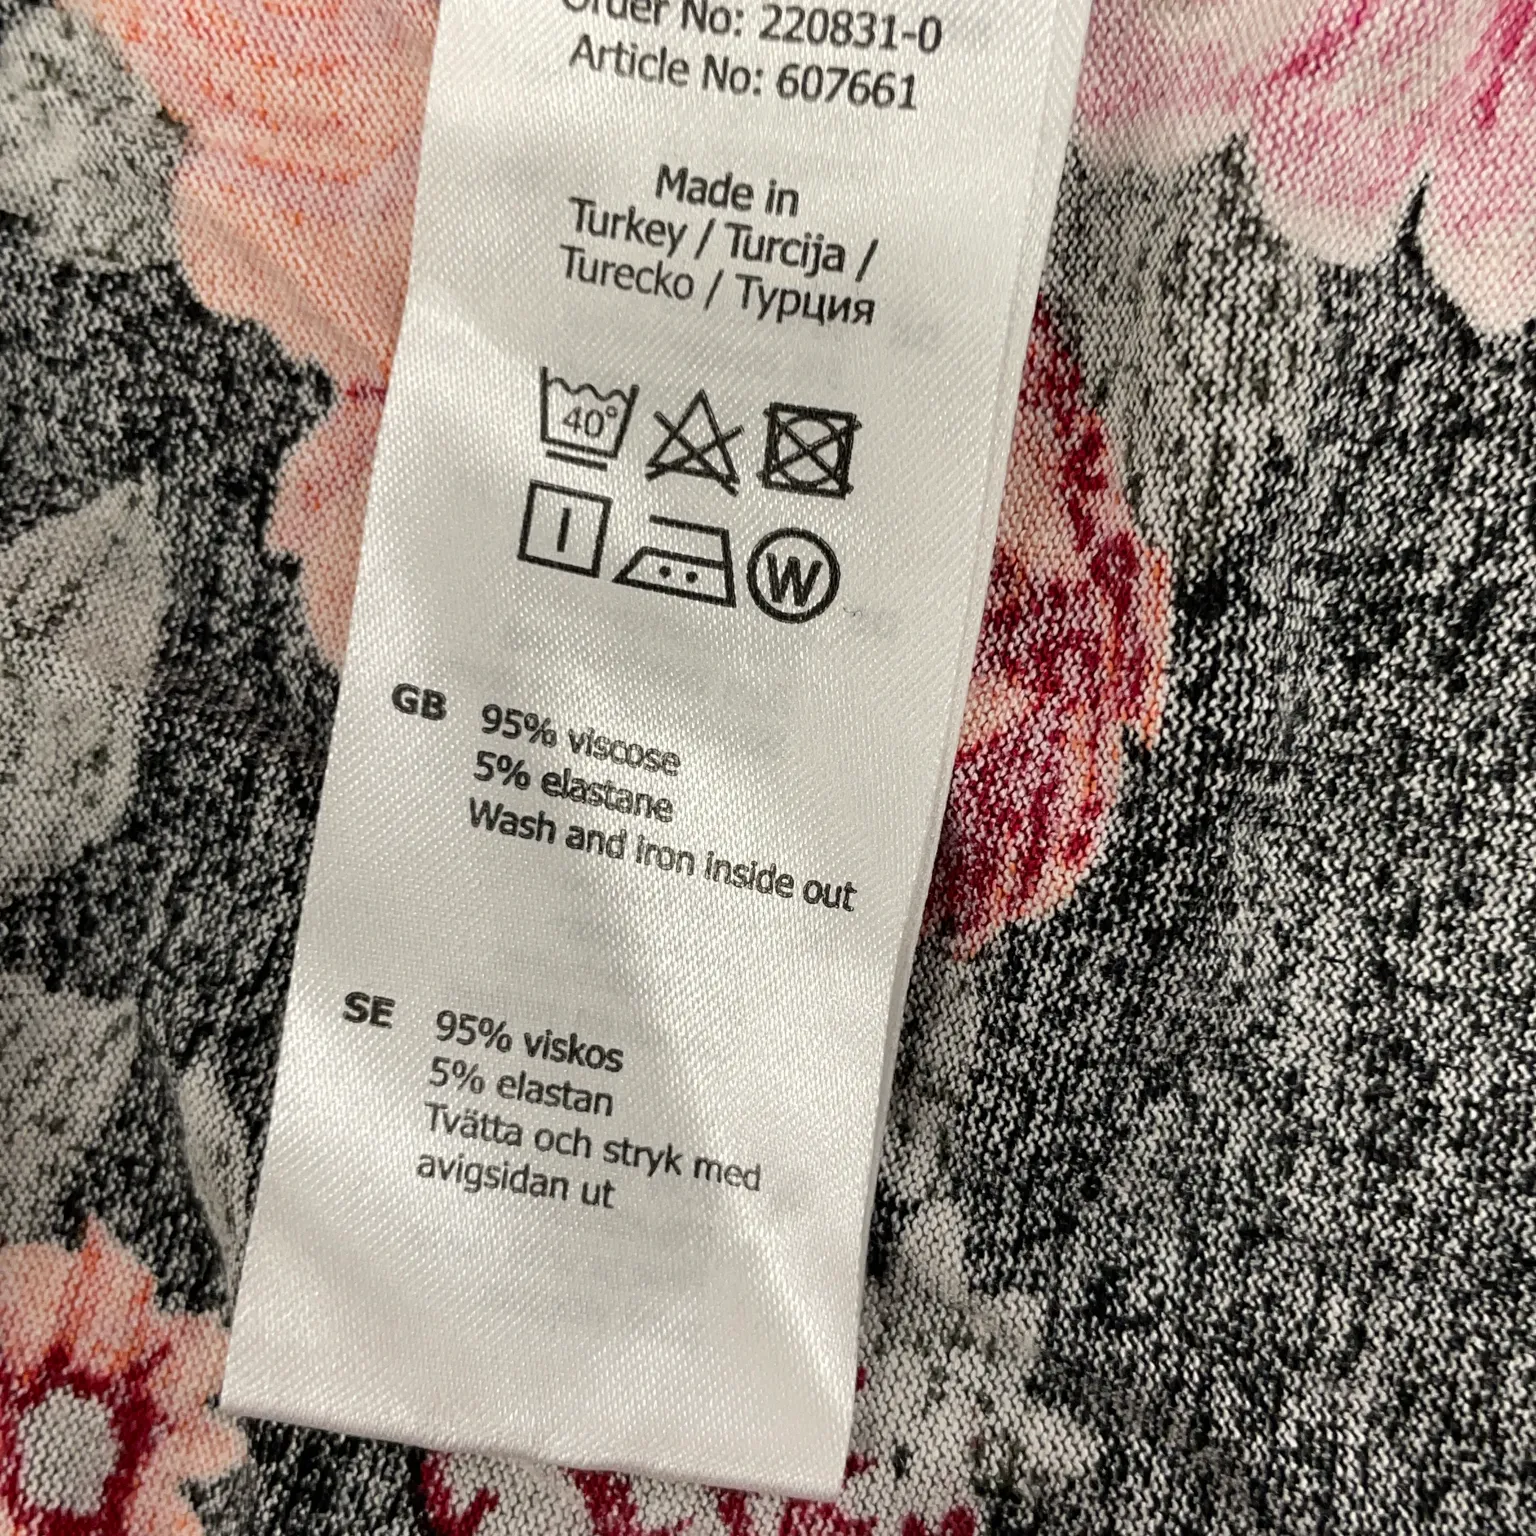 Order No: 220831-0
Article No: 607661
Made in
Turkey / Turcija /
Turecko / Турция
40°
W
GB 95% viscose
5% elastane
Wash and iron inside out
SE 95% viskos
5% elastan
Tvätta och stryk med
avigsidan ut